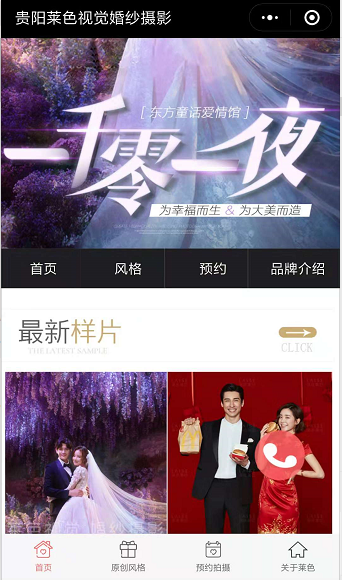 贵阳莱色视觉婚纱摄影
[ 东方童话爱情馆 ]
一千零一夜
为幸福而生 & 为大美而造
首页 风格 预约 品牌介绍
最新样片
THE LATEST SAMPLE
CLICK
首页 原创风格 预约拍摄 关于莱色